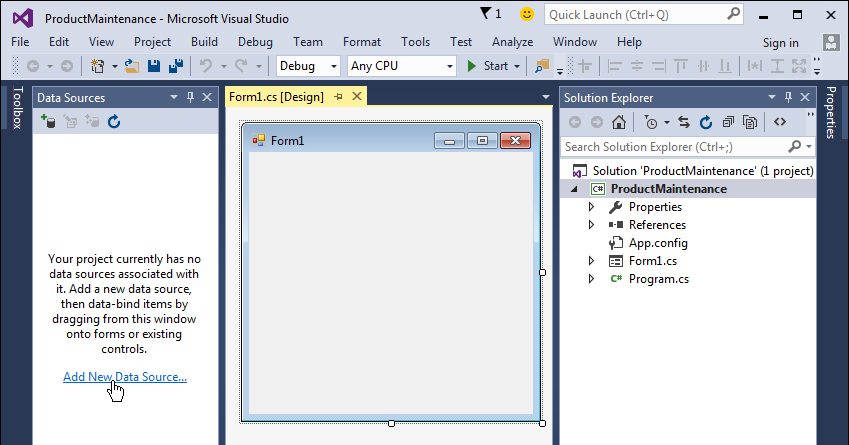 ProductMaintenance - Microsoft Visual Studio
1
Quick Launch (Ctrl+Q)
File Edit View Project Build Debug Team Format Tools Test Analyze Window Help Sign in
Debug Any CPU Start
Toolbox
Data Sources
Form1.cs [Design]
Solution Explorer
Properties
Form1
Search Solution Explorer (Ctrl+;)
Solution 'ProductMaintenance' (1 project)
C# ProductMaintenance
Properties
References
App.config
Form1.cs
C# Program.cs
Your project currently has no
data sources associated with
it. Add a new data source,
then data-bind items by
dragging from this window
onto forms or existing
controls.
Add New Data Source...